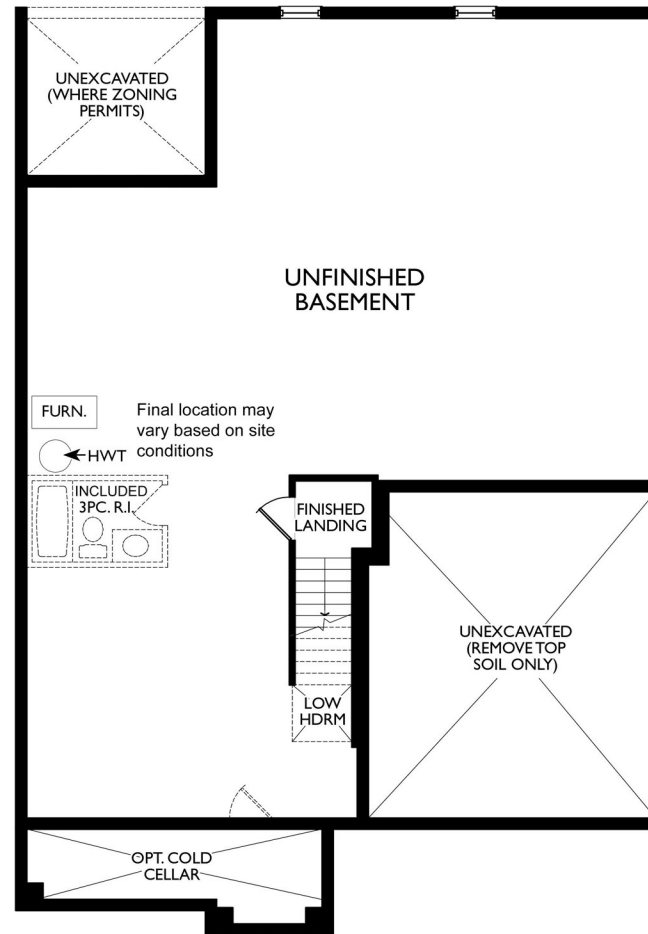 UNEXCAVATED
(WHERE ZONING
PERMITS)
UNFINISHED
BASEMENT
FURN.
Final location may
vary based on site
conditions
HWT
INCLUDED
3PC. R.I.
FINISHED
LANDING
UNEXCAVATED
(REMOVE TOP
SOIL ONLY)
LOW
HDRM
OPT. COLD
CELLAR